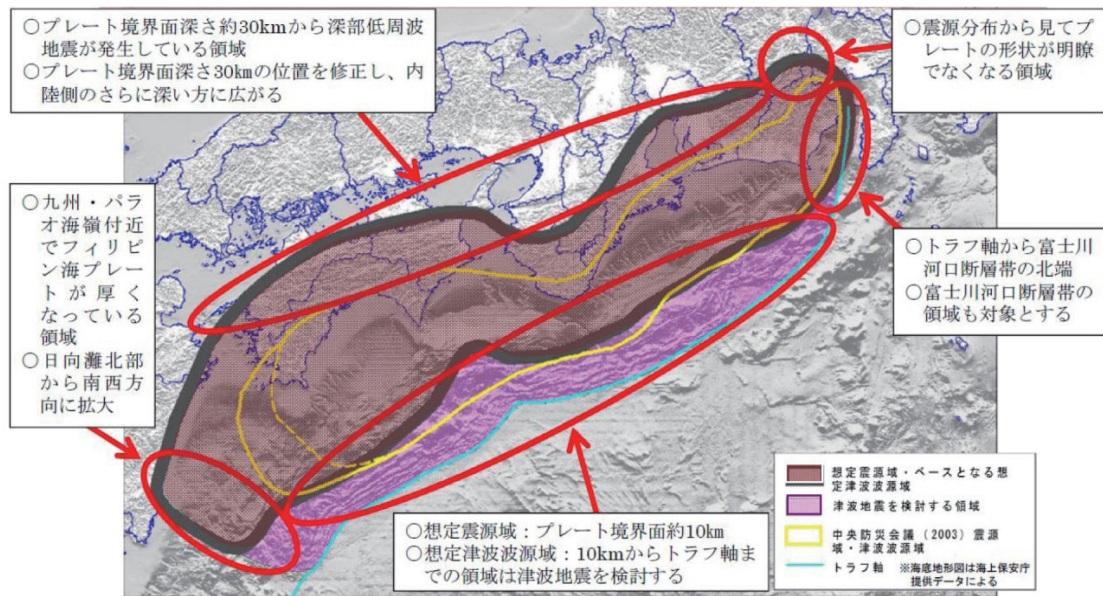 ○プレート境界面深さ約30kmから深部低周波
地震が発生している領域
○プレート境界面深さ30㎞の位置を修正し、内
陸側のさらに深い方に広がる
○震源分布から見てプ
レートの形状が明瞭
でなくなる領域
○九州・パラ
オ海嶺付近
でフィリピ
ン海プレー
トが厚く
なっている
領域
○日向灘北部
から南西方
向に拡大
○トラフ軸から富士川
河口断層帯の北端
○富士川河口断層帯の
領域も対象とする
○想定震源域：プレート境界面約10㎞
○想定津波波源域：10kmからトラフ軸ま
での領域は津波地震を検討する
想定震源域・ベースとなる想
定津波波源域
津波地震を検討する領域
中央防災会議（2003）震源
域・津波波源域
トラフ軸 ※海底地形図は海上保安庁
提供データによる